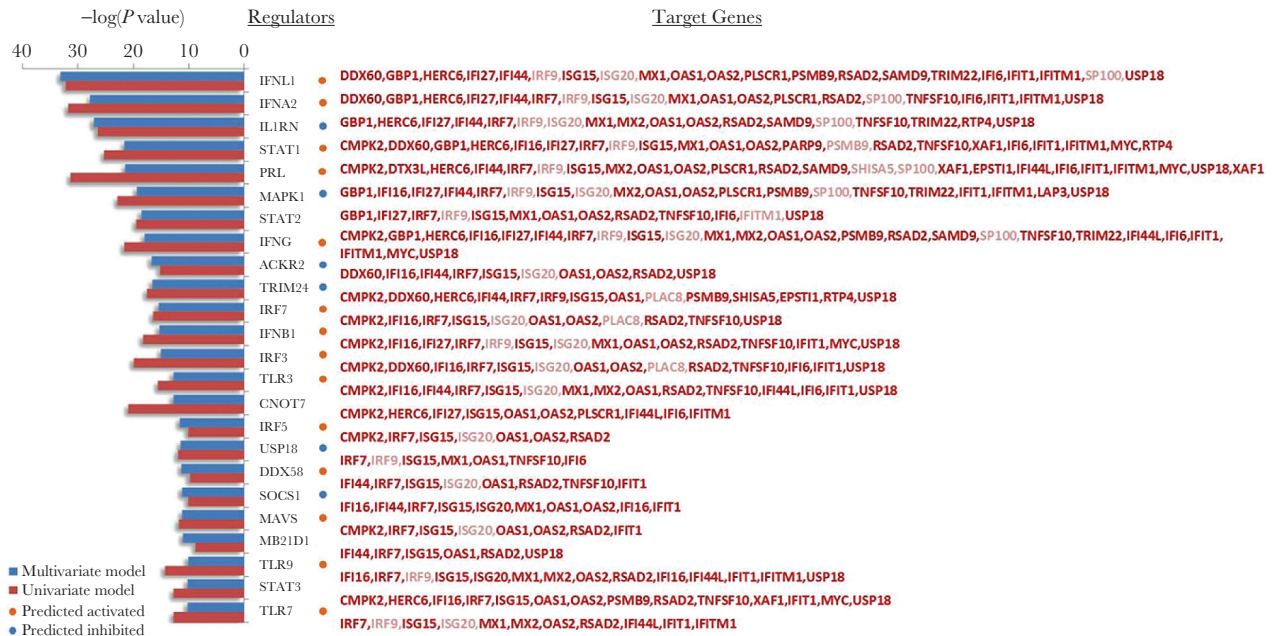 −log(P value) Regulators Target Genes
40 30 20 10 0
IFNL1 DDX60,GBP1,HERC6,IFI27,IFI44,IRF9,ISG15,ISG20,MX1,OAS1,OAS2,PLSCR1,PSMB9,RSAD2,SAMD9,TRIM22,IFI6,IFIT1,IFITM1,SP100,USP18
IFNA2 DDX60,GBP1,HERC6,IFI27,IFI44,IRF7,IRF9,ISG15,ISG20,MX1,OAS1,OAS2,PLSCR1,RSAD2,SP100,TNFSF10,IFI6,IFIT1,IFITM1,USP18
IL1RN GBP1,HERC6,IFI27,IFI44,IRF7,IRF9,ISG20,MX1,MX2,OAS1,OAS2,RSAD2,SAMD9,SP100,TNFSF10,TRIM22,RTP4,USP18
STAT1 CMPK2,DDX60,GBP1,HERC6,IFI16,IFI27,IRF7,IRF9,ISG15,MX1,OAS1,OAS2,PARP9,PSMB9,RSAD2,TNFSF10,XAF1,IFI6,IFIT1,IFITM1,MYC,RTP4
PRL CMPK2,DTX3L,HERC6,IFI44,IRF7,IRF9,ISG15,MX2,OAS1,OAS2,PLSCR1,RSAD2,SAMD9,SHISA5,SP100,XAF1,EPSTI1,IFI44L,IFI6,IFIT1,IFITM1,MYC,USP18,XAF1
MAPK1 GBP1,IFI16,IFI27,IFI44,IRF7,IRF9,ISG15,ISG20,MX2,OAS1,OAS2,PLSCR1,PSMB9,SP100,TNFSF10,TRIM22,IFIT1,IFITM1,LAP3,USP18
STAT2 GBP1,IFI27,IRF7,IRF9,ISG15,MX1,OAS1,OAS2,RSAD2,TNFSF10,IFI6,IFITM1,USP18
IFNG CMPK2,GBP1,HERC6,IFI16,IFI27,IFI44,IRF7,IRF9,ISG15,ISG20,MX1,MX2,OAS1,OAS2,PSMB9,RSAD2,SAMD9,SP100,TNFSF10,TRIM22,IFI44L,IFI6,IFIT1,
IFITM1,MYC,USP18
ACKR2 DDX60,IFI16,IFI44,IRF7,ISG15,ISG20,OAS1,OAS2,RSAD2,USP18
TRIM24 CMPK2,DDX60,HERC6,IFI44,IRF7,IRF9,ISG15,OAS1,PLAC8,PSMB9,SHISA5,EPSTI1,RTP4,USP18
IRF7 CMPK2,IFI16,IRF7,ISG15,ISG20,OAS1,OAS2,PLAC8,RSAD2,TNFSF10,USP18
IFNB1 CMPK2,IFI16,IFI27,IRF7,IRF9,ISG15,ISG20,MX1,OAS1,OAS2,RSAD2,TNFSF10,IFIT1,MYC,USP18
IRF3 CMPK2,DDX60,IFI16,IRF7,ISG15,ISG20,OAS1,OAS2,PLAC8,RSAD2,TNFSF10,IFI6,IFIT1,USP18
TLR3 CMPK2,IFI16,IFI44,IRF7,ISG15,ISG20,MX1,MX2,OAS1,RSAD2,TNFSF10,IFI44L,IFI6,IFIT1,USP18
CNOT7 CMPK2,HERC6,IFI27,ISG15,OAS1,OAS2,PLSCR1,IFI44L,IFI6,IFITM1
IRF5 CMPK2,IRF7,ISG15,ISG20,OAS1,OAS2,RSAD2
USP18 IRF7,IRF9,ISG15,MX1,OAS1,TNFSF10,IFI6
DDX58 IFI44,IRF7,ISG15,ISG20,OAS1,RSAD2,TNFSF10,IFIT1
SOCS1 IFI16,IFI44,IRF7,ISG15,ISG20,MX1,OAS1,OAS2,IFI16,IFIT1
MAVS CMPK2,IRF7,ISG15,ISG20,OAS1,OAS2,RSAD2,IFIT1
MB21D1 IFI44,IRF7,ISG15,OAS1,RSAD2,USP18
TLR9 IFI16,IRF7,IRF9,ISG15,ISG20,MX1,MX2,OAS2,RSAD2,IFI16,IFI44L,IFIT1,IFITM1,USP18
STAT3 CMPK2,HERC6,IFI16,IRF7,ISG15,OAS1,OAS2,PSMB9,RSAD2,TNFSF10,XAF1,IFIT1,MYC,USP18
TLR7 IRF7,IRF9,ISG15,ISG20,MX1,MX2,OAS2,RSAD2,IFI44L,IFIT1,IFITM1
Multivariate model
Univariate model
Predicted activated
Predicted inhibited